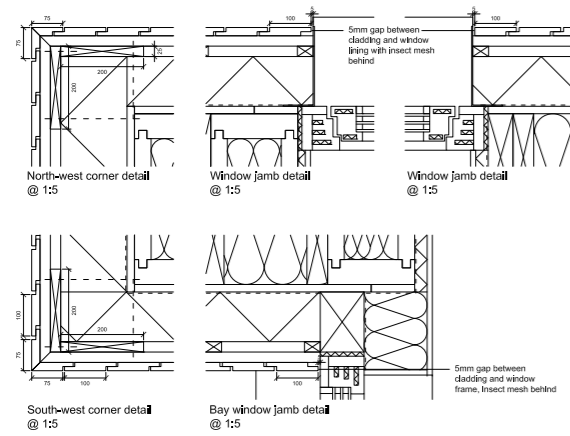 75
100
5
5
100
75
25
200
200
5mm gap between
cladding and window
lining with insect mesh
behind
North-west corner detail
@ 1:5
Window jamb detail
@ 1:5
Window jamb detail
@ 1:5
200
100
200
75
75
100
100
5mm gap between
cladding and window
frame, Insect mesh behind
South-west corner detail
@ 1:5
Bay window jamb detail
@ 1:5